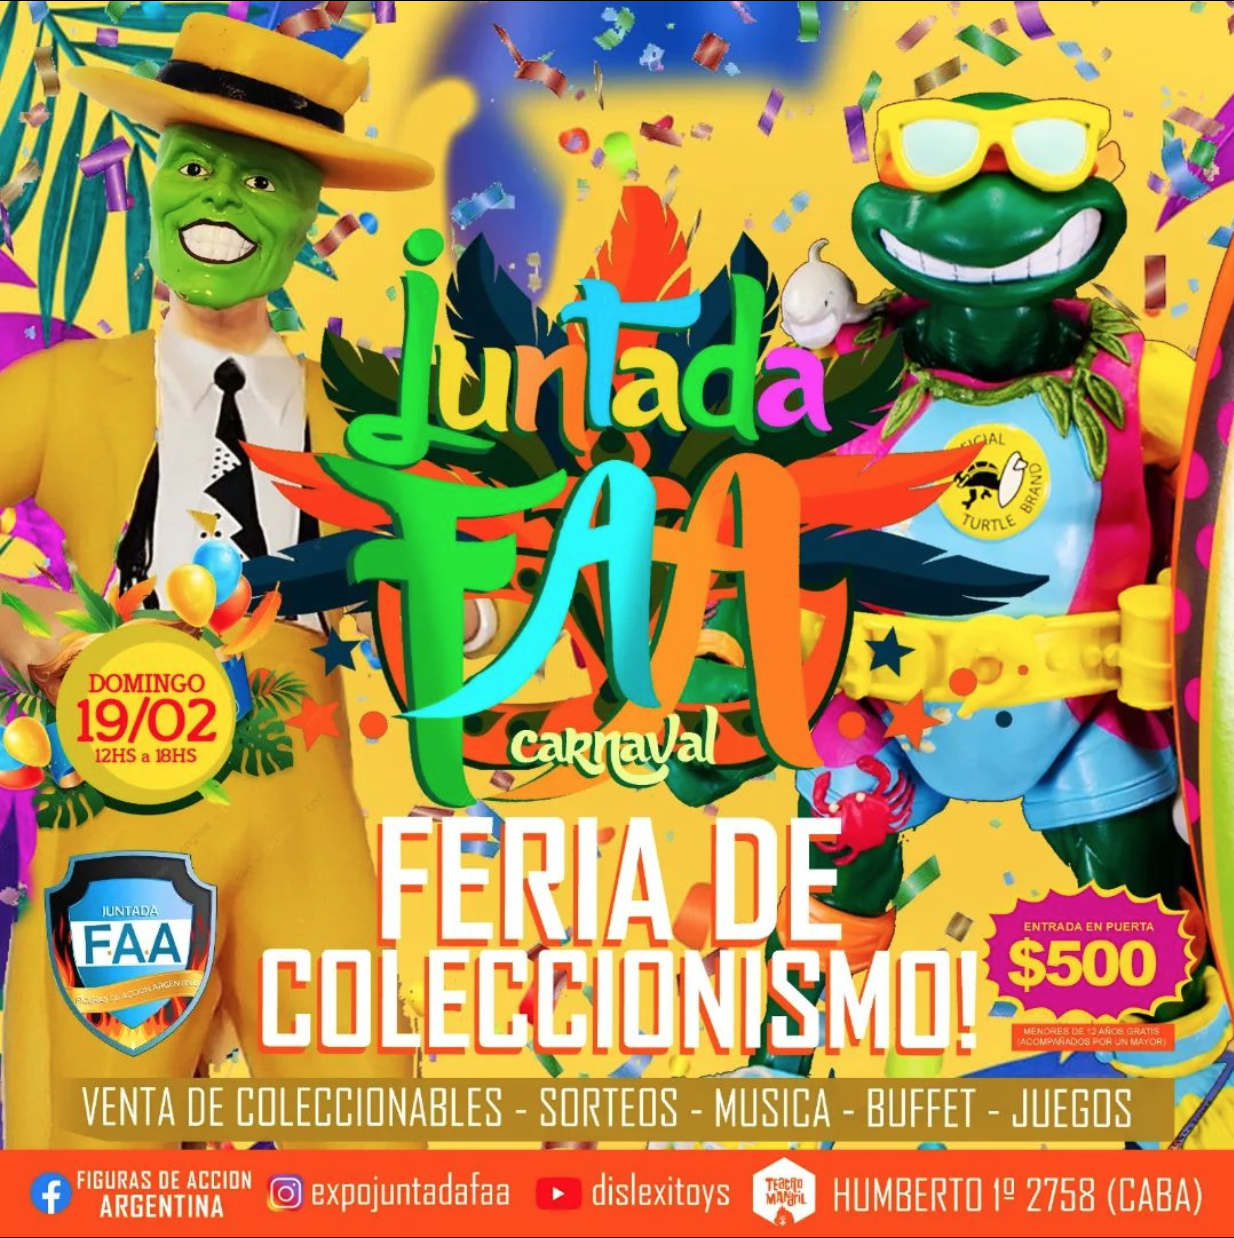 juntada
FAA
carnaval
OFFICIAL
TURTLE BRAND
DOMINGO
19/02
12HS a 18HS
FERIA DE
COLECCIONISMO!
JUNTADA
F.A.A
FIGURAS DE ACCION ARGENTINA
ENTRADA EN PUERTA
$500
MENORES DE 12 AÑOS GRATIS
(ACOMPAÑADOS POR UN MAYOR)
VENTA DE COLECCIONABLES - SORTEOS - MUSICA - BUFFET - JUEGOS
FIGURAS DE ACCION
ARGENTINA
expojuntadafaa
dislexitoys
TEATRO
MANDRIL
HUMBERTO 1º 2758 (CABA)